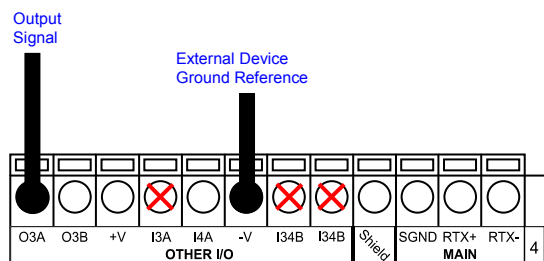 Output
Signal
External Device
Ground Reference
O3A O3B +V I3A I4A -V I34B I34B Shield SGND RTX+ RTX- 4
OTHER I/O MAIN